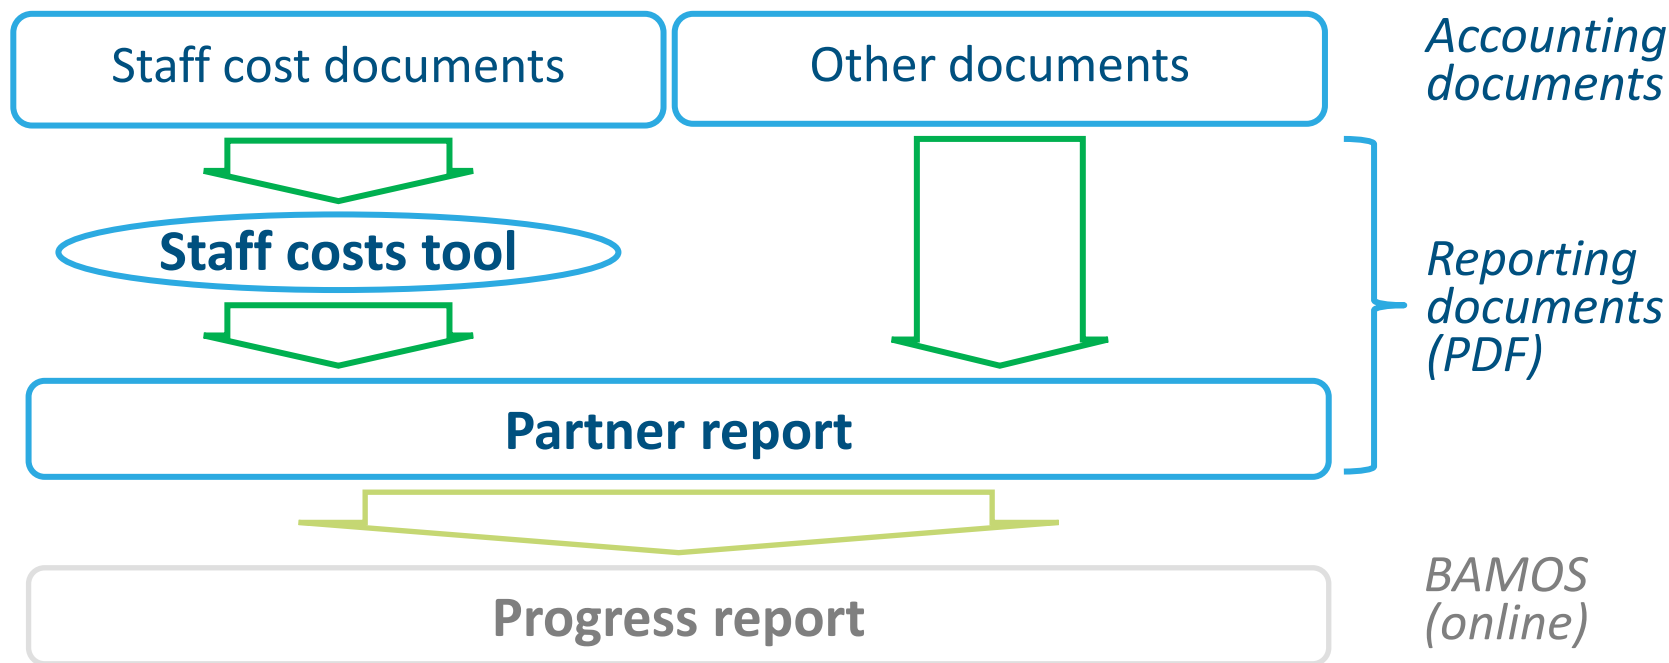 Staff cost documents
Other documents
Accounting
documents
Staff costs tool
Reporting
documents
(PDF)
Partner report
Progress report
BAMOS
(online)